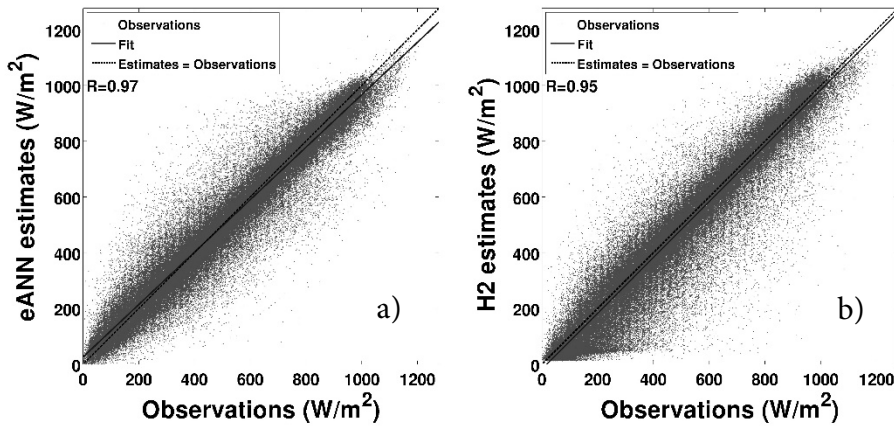 Observations
Fit
Estimates = Observations
R=0.97
1200
1000
800
600
400
200
0
eANN estimates (W/m²)
a)
0 200 400 600 800 1000 1200
Observations (W/m²)
Observations
Fit
Estimates = Observations
R=0.95
1200
1000
800
600
400
200
0
H2 estimates (W/m²)
b)
0 200 400 600 800 1000 1200
Observations (W/m²)